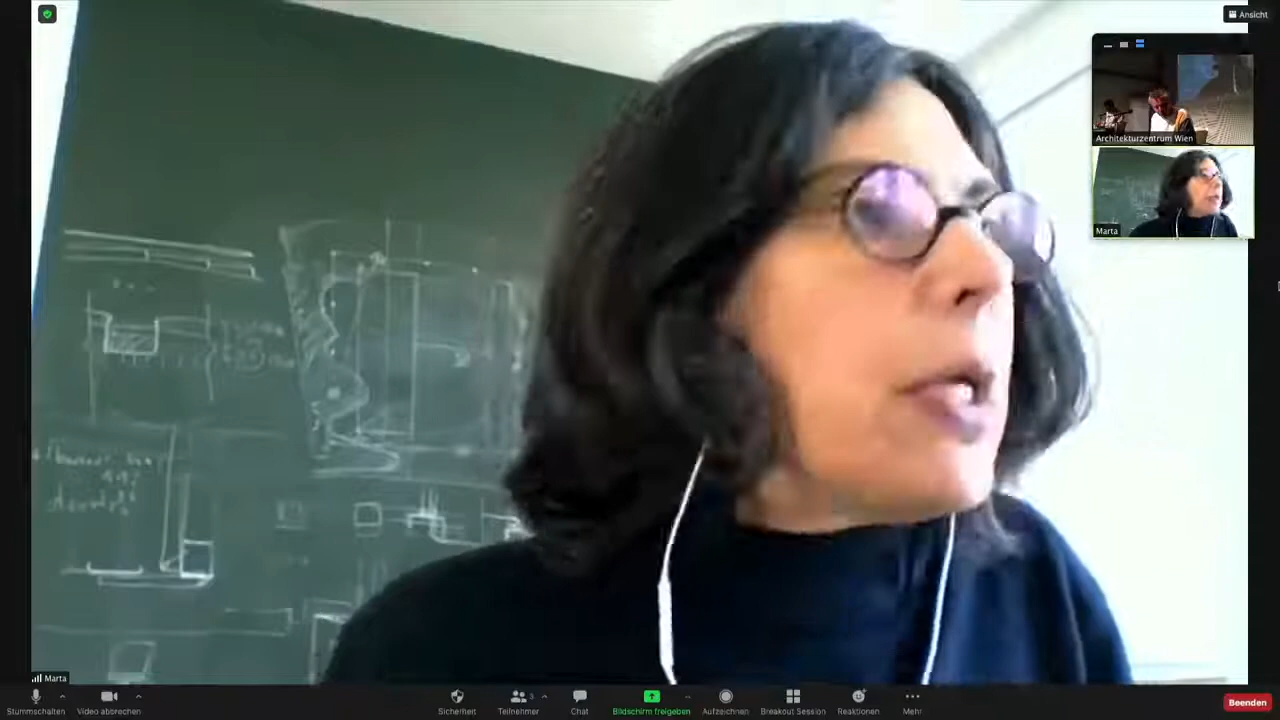 Ansicht
Architekturzentrum Wien
Marta
Marta
Stummschalten
Video abbrechen
Sicherheit
Teilnehmer
3
Chat
Bildschirm freigeben
Aufzeichnen
Breakout Session
Reaktionen
Mehr
Beenden